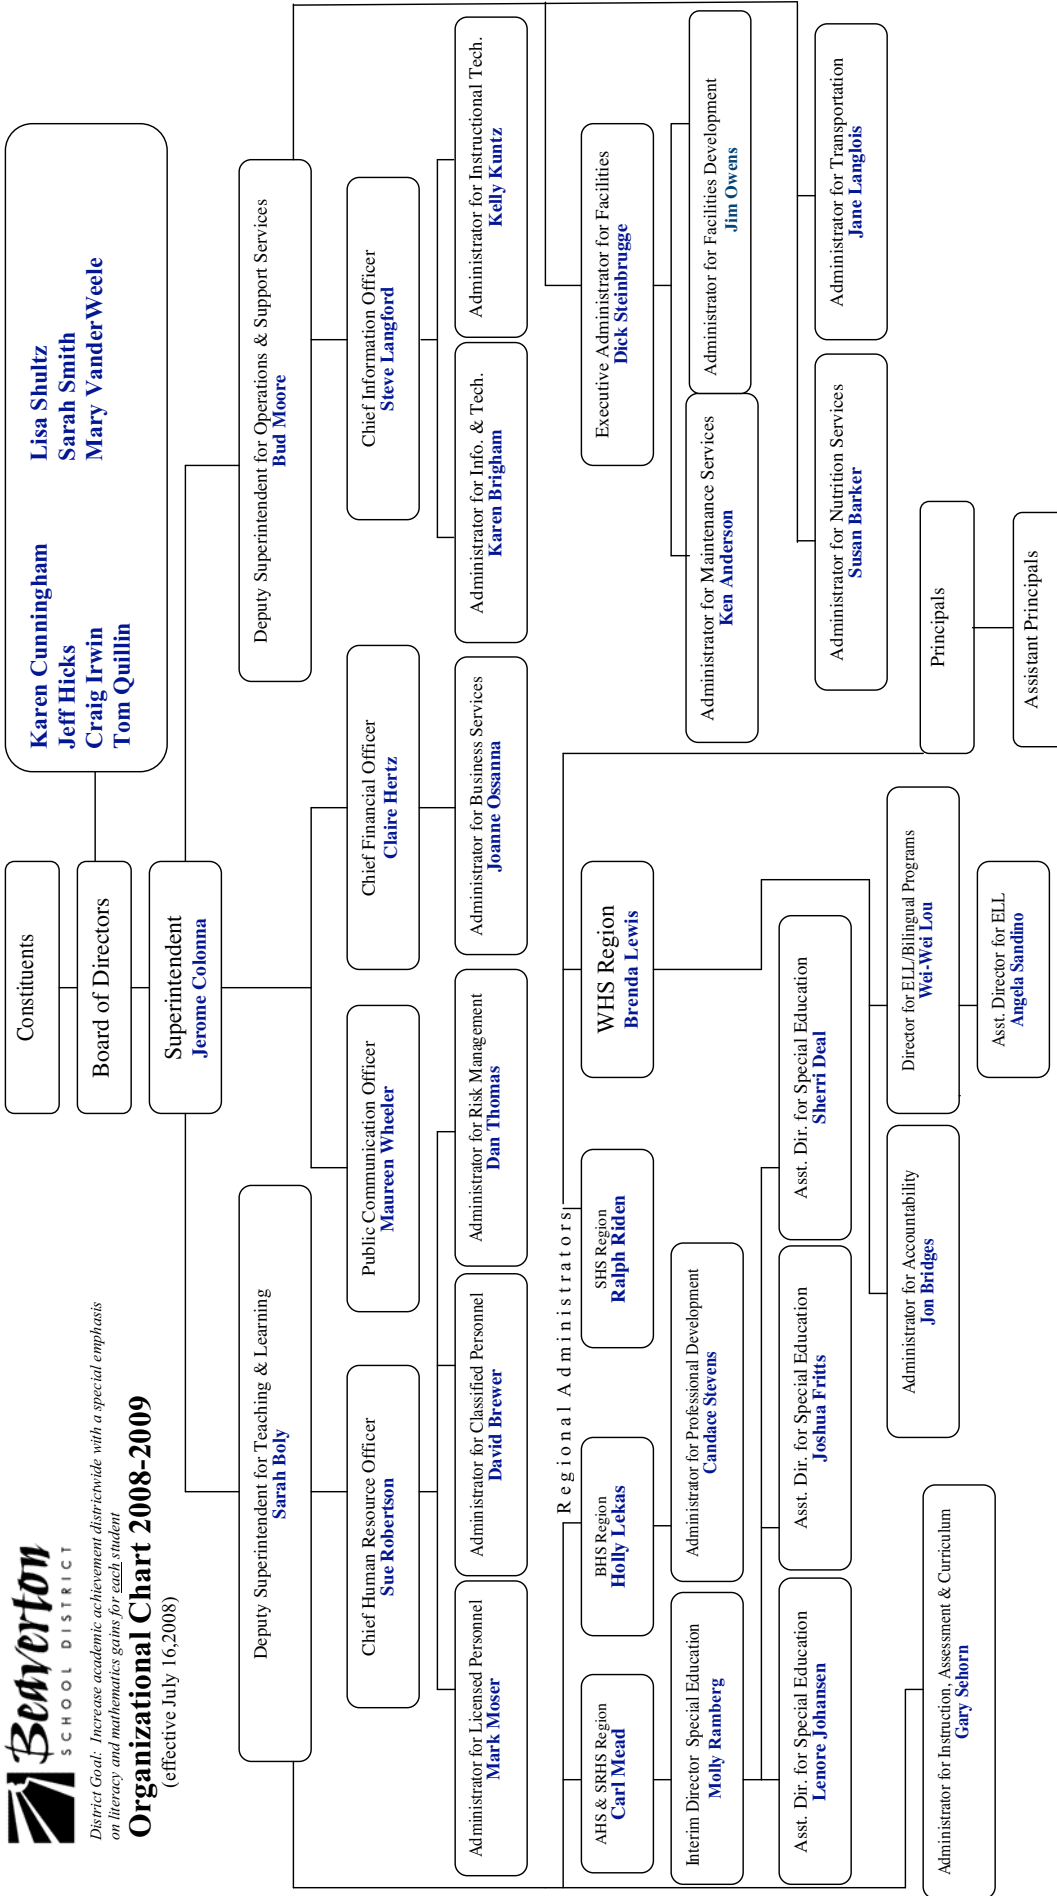 Beaverton
SCHOOL DISTRICT
District Goal: Increase academic achievement districtwide with a special emphasis
on literacy and mathematics gains for each student
Organizational Chart 2008-2009
(effective July 16,2008)
Constituents
Board of Directors
Karen Cunningham
Jeff Hicks
Craig Irwin
Tom Quillin
Lisa Shultz
Sarah Smith
Mary VanderWeele
Superintendent
Jerome Colonna
Deputy Superintendent for Teaching & Learning
Sarah Boly
Deputy Superintendent for Operations & Support Services
Bud Moore
Chief Human Resource Officer
Sue Robertson
Public Communication Officer
Maureen Wheeler
Chief Financial Officer
Claire Hertz
Chief Information Officer
Steve Langford
Administrator for Licensed Personnel
Mark Moser
Administrator for Classified Personnel
David Brewer
Administrator for Risk Management
Dan Thomas
Administrator for Business Services
Joanne Ossanna
Administrator for Info. & Tech.
Karen Brigham
Administrator for Instructional Tech.
Kelly Kuntz
Regional Administrators
AHS & SRHS Region
Carl Mead
BHS Region
Holly Lekas
SHS Region
Ralph Riden
WHS Region
Brenda Lewis
Executive Administrator for Facilities
Dick Steinbrugge
Interim Director Special Education
Molly Ramberg
Administrator for Professional Development
Candace Stevens
Administrator for Maintenance Services
Ken Anderson
Administrator for Facilities Development
Jim Owens
Asst. Dir. for Special Education
Lenore Johansen
Asst. Dir. for Special Education
Joshua Fritts
Asst. Dir. for Special Education
Sherri Deal
Administrator for Nutrition Services
Susan Barker
Administrator for Transportation
Jane Langlois
Administrator for Accountability
Jon Bridges
Director for ELL/Bilingual Programs
Wei-Wei Lou
Principals
Administrator for Instruction, Assessment & Curriculum
Gary Sehorn
Asst. Director for ELL
Angela Sandino
Assistant Principals